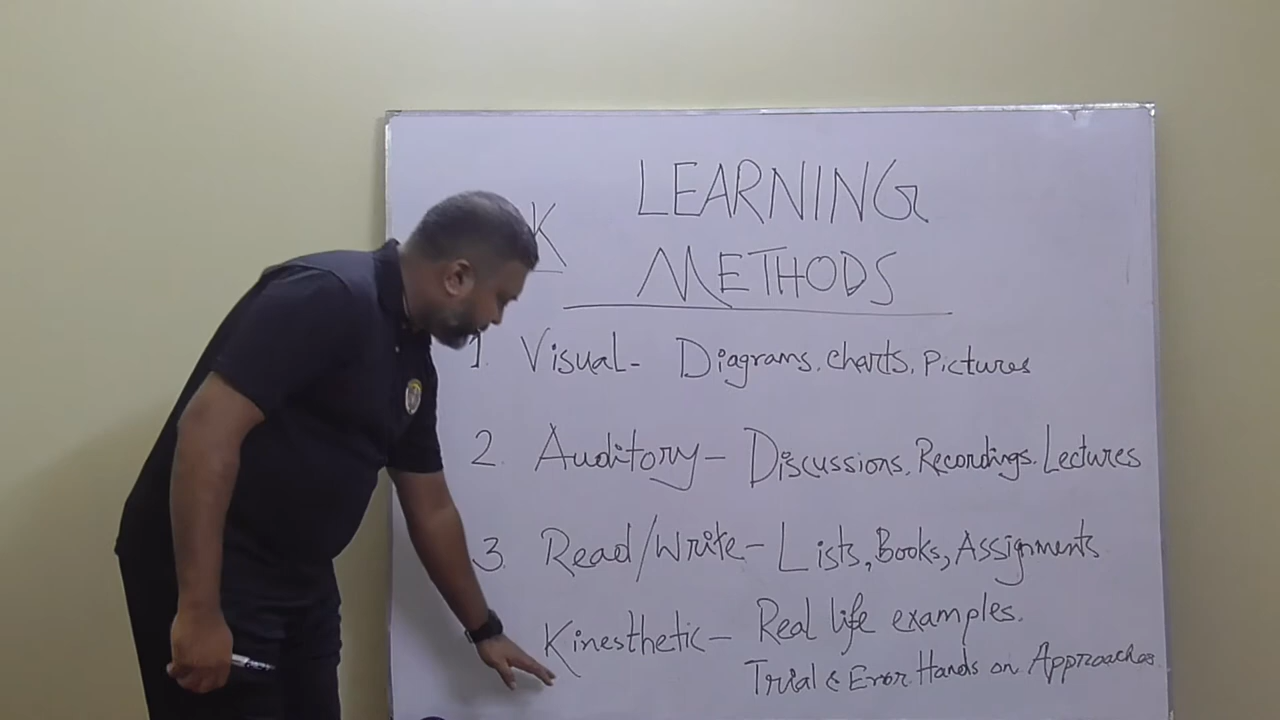 K
LEARNING
METHODS
1. Visual- Diagrams, charts, Pictures
2. Auditory- Discussions, Recordings. Lectures
3. Read/Write- Lists, Books, Assignments
Kinesthetic- Real life examples.
Trial & Error Hands on Approaches